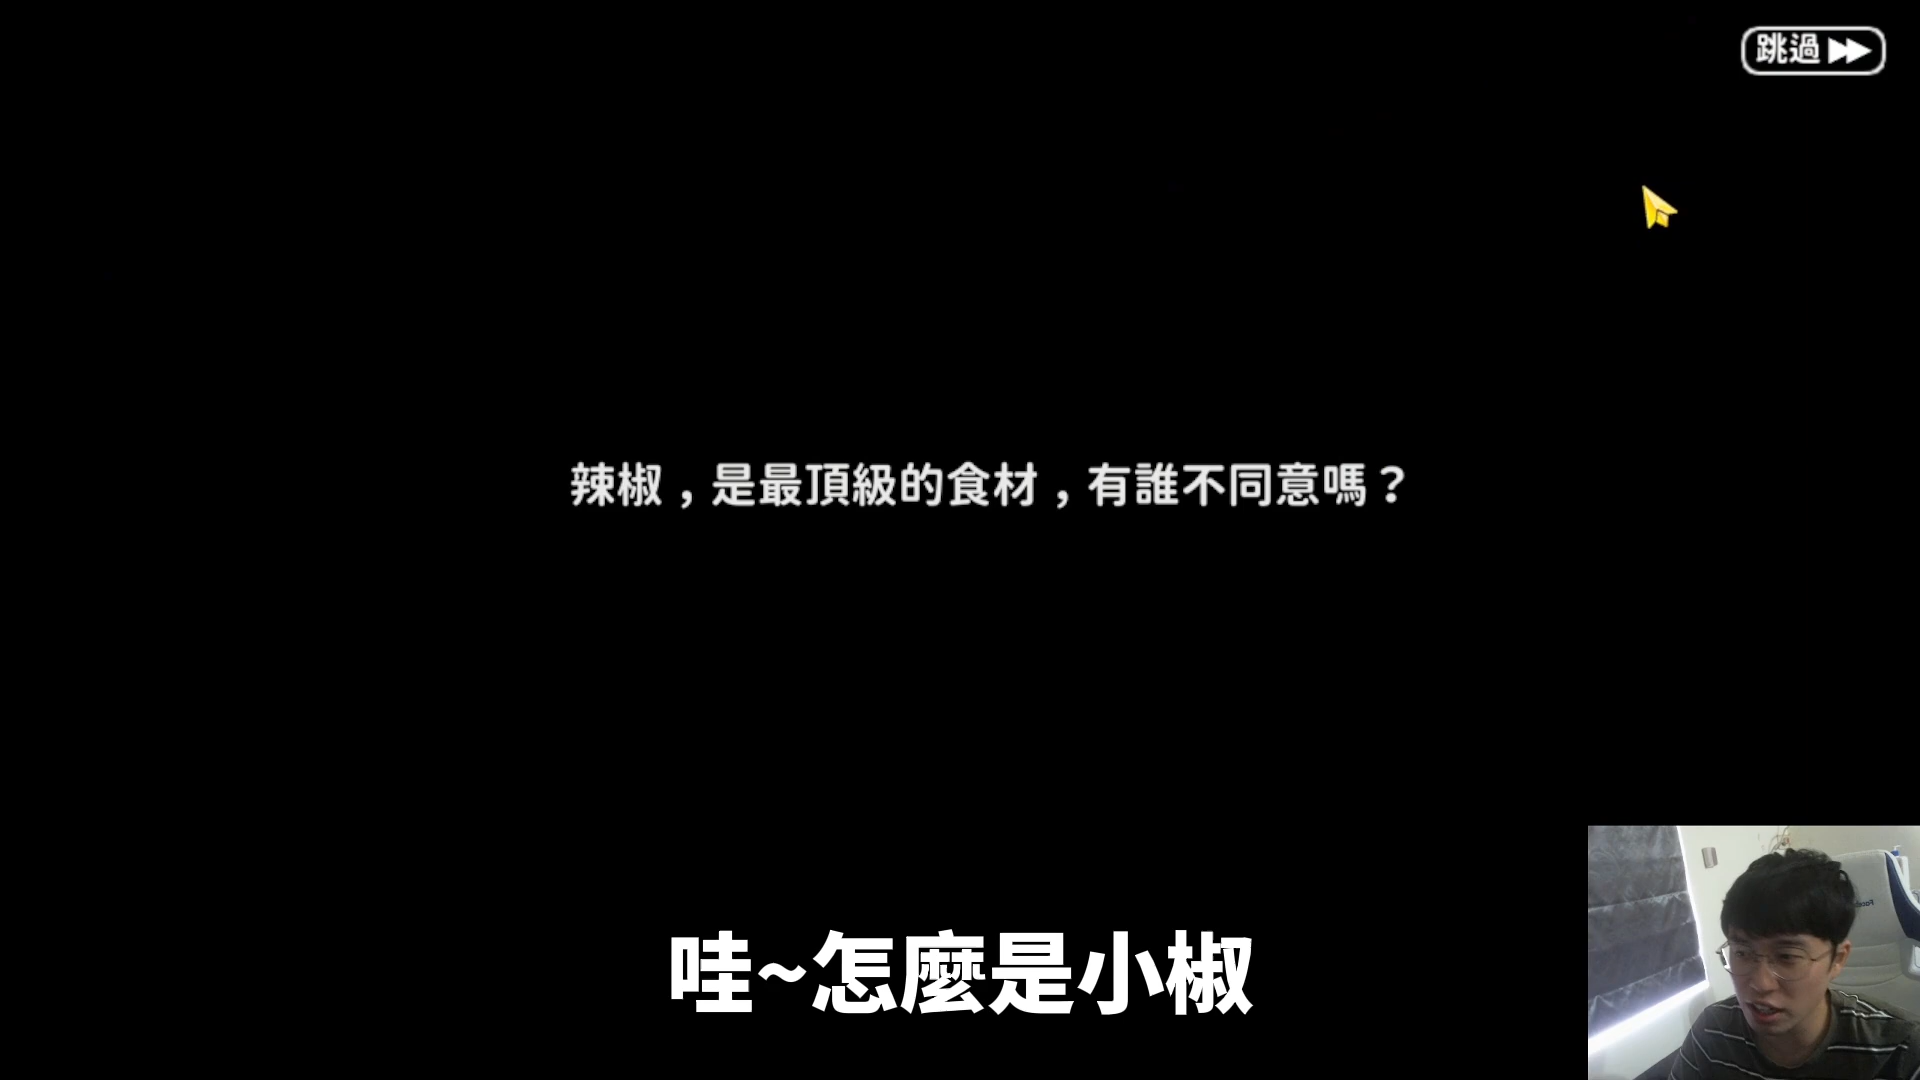 跳過
辣椒，是最頂級的食材，有誰不同意嗎？
哇~怎麼是小椒